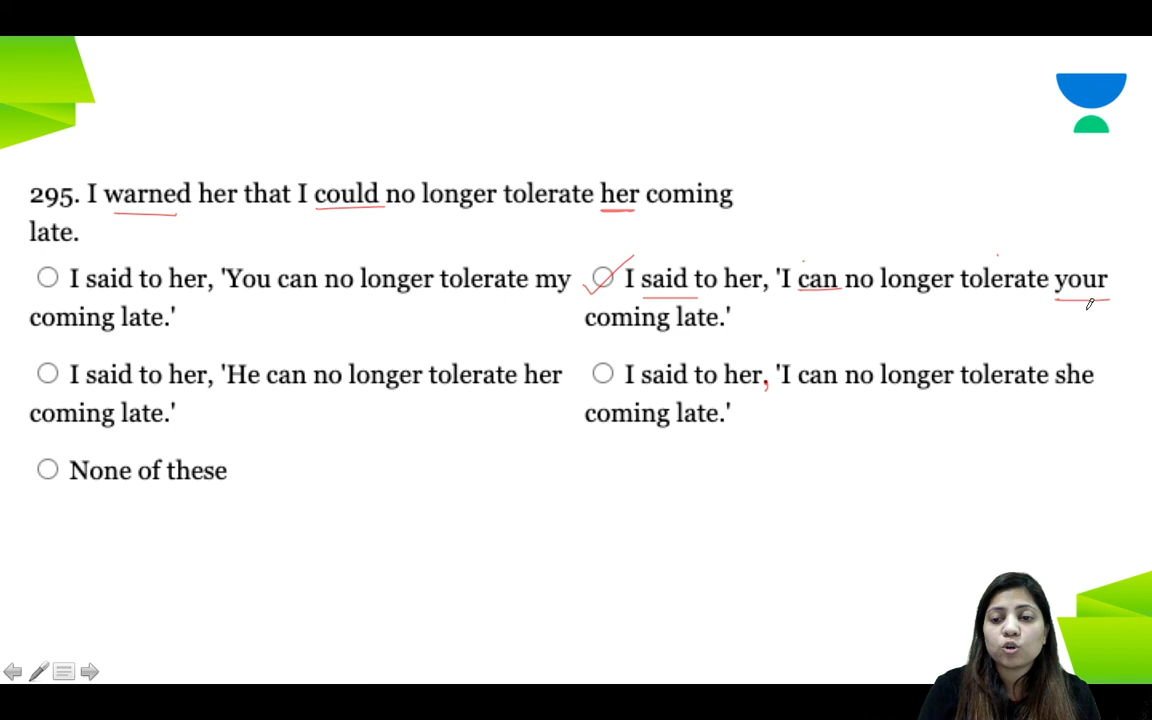 295. I warned her that I could no longer tolerate her coming
late.
I said to her, 'You can no longer tolerate my
coming late.'
I said to her, 'I can no longer tolerate your
coming late.'
I said to her, 'He can no longer tolerate her
coming late.'
I said to her, 'I can no longer tolerate she
coming late.'
None of these